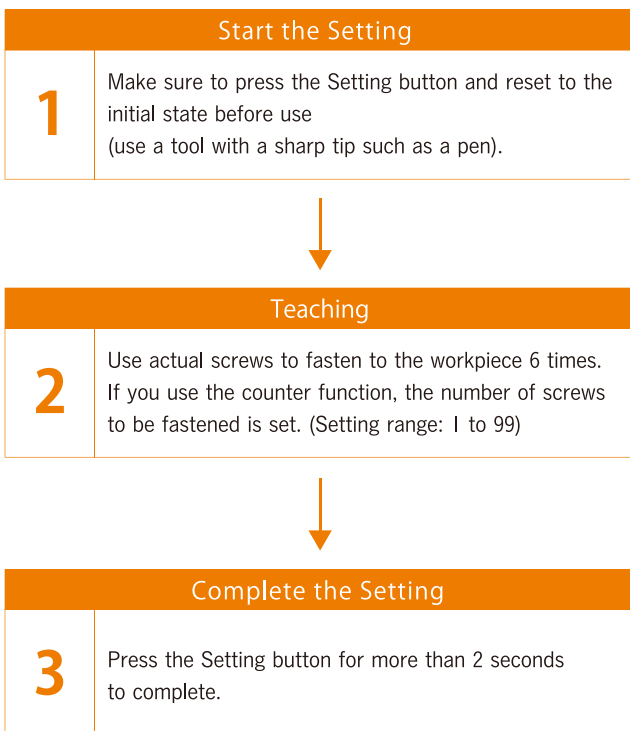 Start the Setting
1
Make sure to press the Setting button and reset to the
initial state before use
(use a tool with a sharp tip such as a pen).
Teaching
2
Use actual screws to fasten to the workpiece 6 times.
If you use the counter function, the number of screws
to be fastened is set. (Setting range: 1 to 99)
Complete the Setting
3
Press the Setting button for more than 2 seconds
to complete.